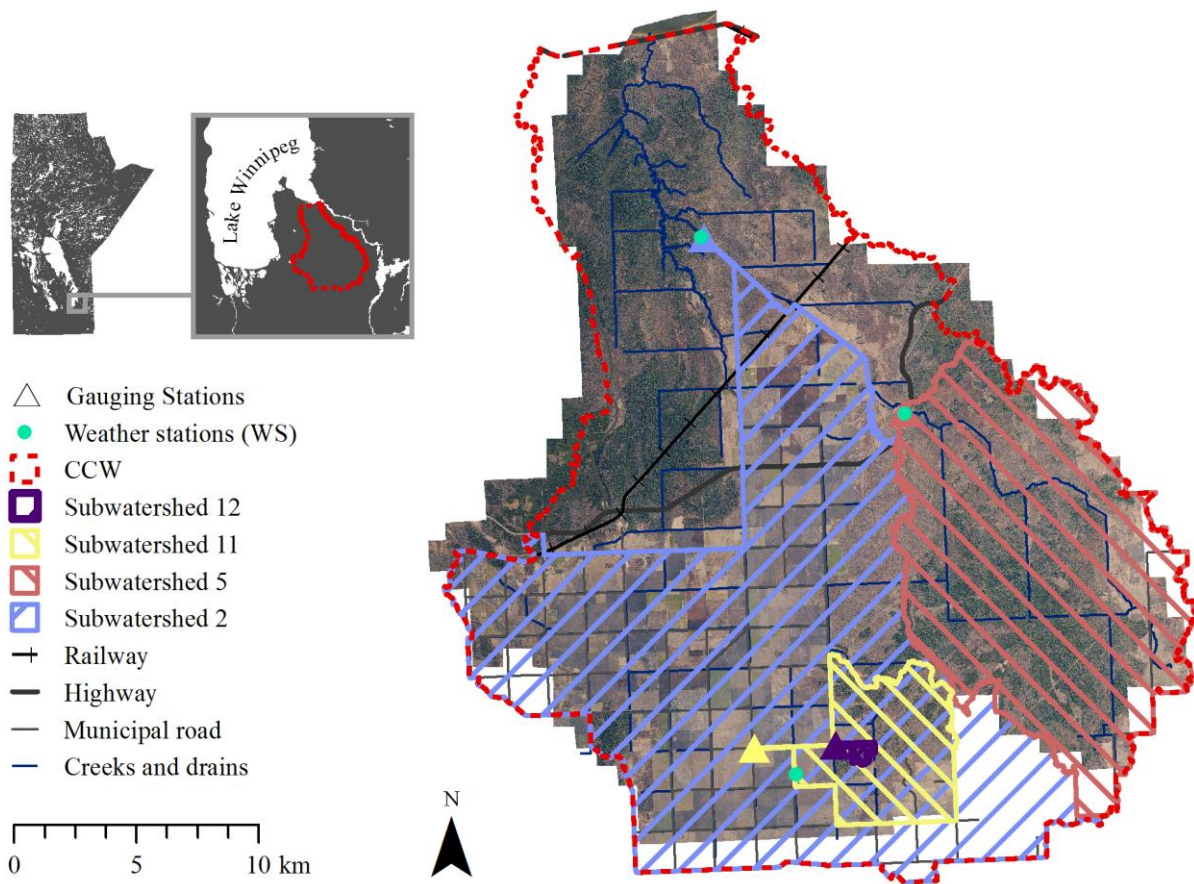 Lake Winnipeg
Gauging Stations
Weather stations (WS)
CCW
Subwatershed 12
Subwatershed 11
Subwatershed 5
Subwatershed 2
Railway
Highway
Municipal road
Creeks and drains
0 5 10 km
N